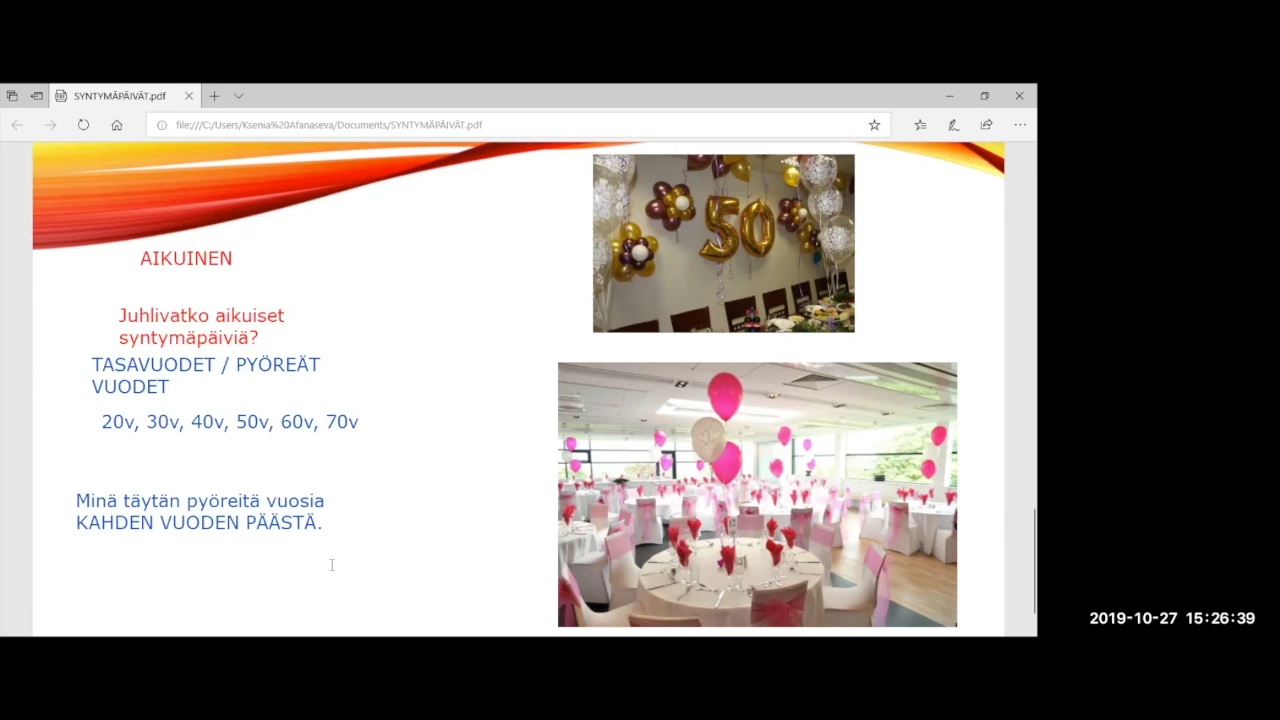 SYNTYMÄPÄIVÄT.pdf
file:///C:/Users/Ksenia%20Afanaseva/Documents/SYNTYMÄPÄIVÄT.pdf
AIKUINEN
Juhlivatko aikuiset
syntymäpäiviä?
TASAVUODET / PYÖREÄT
VUODET
20v, 30v, 40v, 50v, 60v, 70v
Minä täytän pyöreitä vuosia
KAHDEN VUODEN PÄÄSTÄ.
50
12
2019-10-27 15:26:39